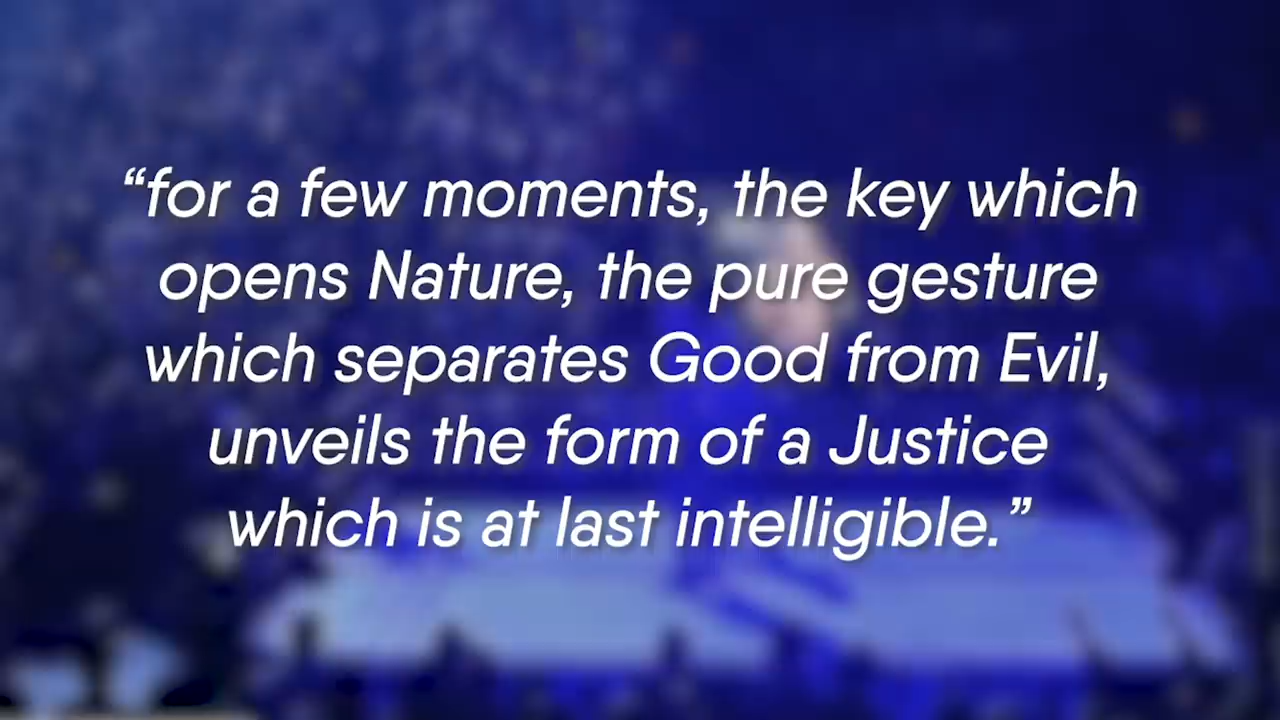 “for a few moments, the key which
opens Nature, the pure gesture
which separates Good from Evil,
unveils the form of a Justice
which is at last intelligible.”